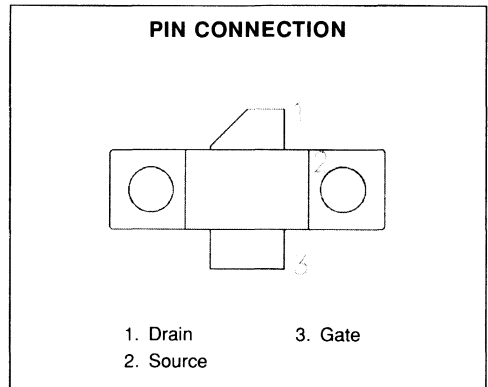 PIN CONNECTION
1
2
3
1. Drain
3. Gate
2. Source